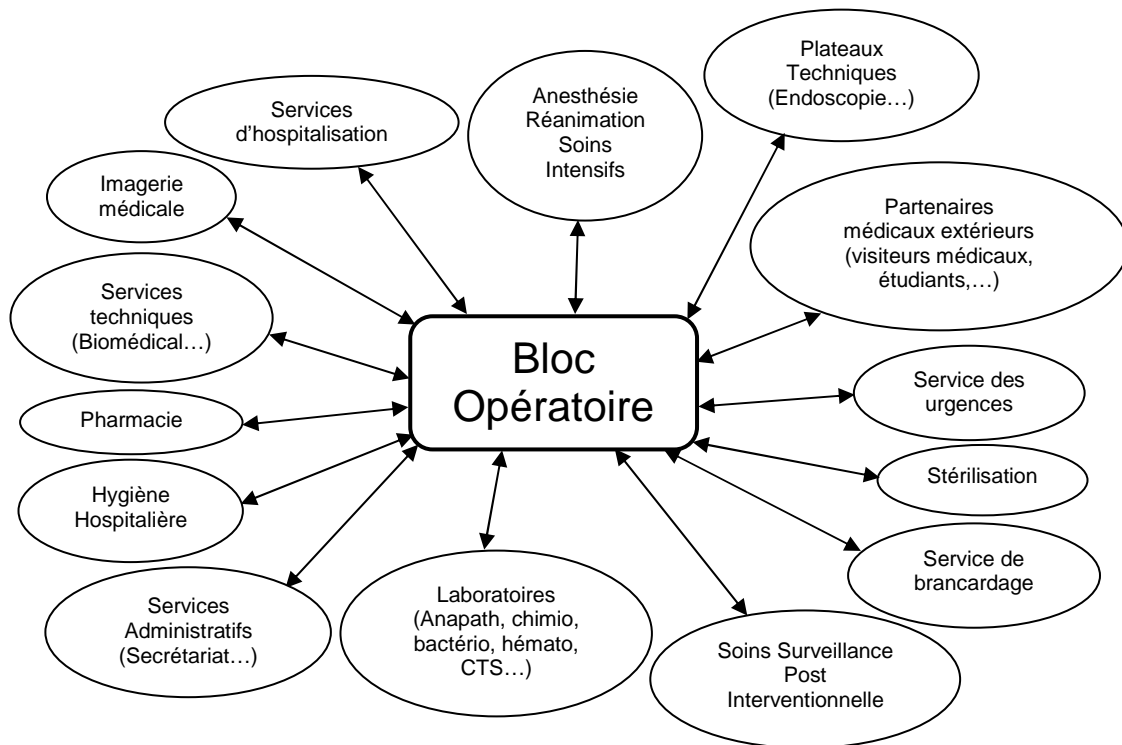 Plateaux
Techniques
(Endoscopie…)
Anesthésie
Réanimation
Soins
Intensifs
Services
d’hospitalisation
Imagerie
médicale
Partenaires
médicaux extérieurs
(visiteurs médicaux,
étudiants,…)
Services
techniques
(Biomédical…)
Bloc
Opératoire
Service des
urgences
Pharmacie
Stérilisation
Hygiène
Hospitalière
Service de
brancardage
Services
Administratifs
(Secrétariat…)
Laboratoires
(Anapath, chimio,
bactério, hémato,
CTS…)
Soins Surveillance
Post
Interventionnelle